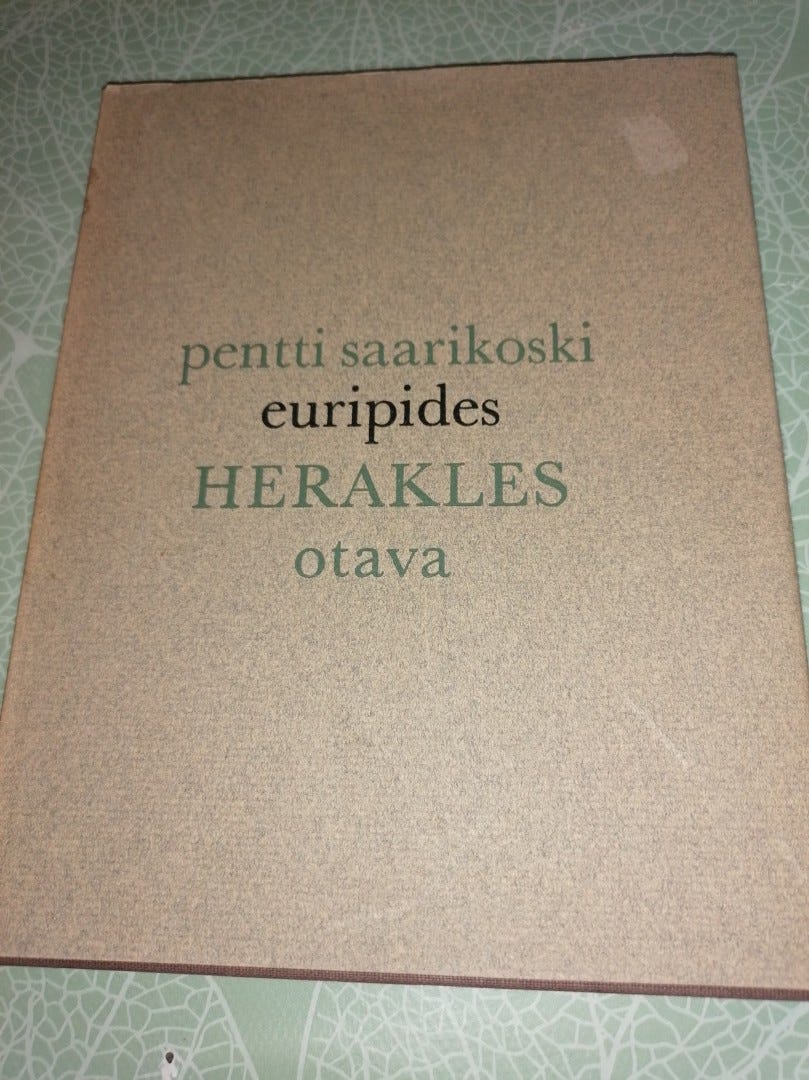 pentti saarikoski
euripides
HERAKLES
otava